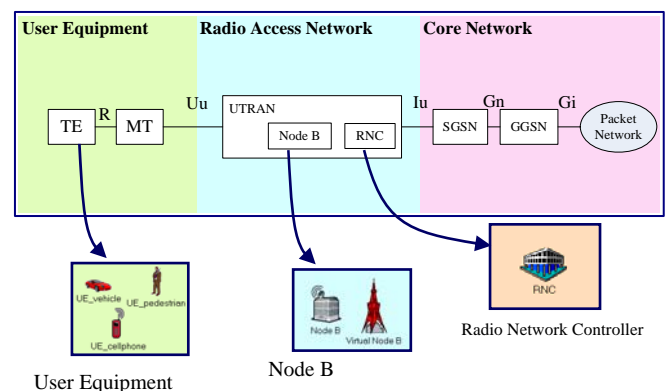 User Equipment
Radio Access Network
Core Network
TE
R
MT
Uu
UTRAN
Node B
RNC
Iu
SGSN
Gn
GGSN
Gi
Packet
Network
UE_vehicle
UE_pedestrian
UE_cellphone
User Equipment
Node B
Virtual Node B
Node B
RNC
Radio Network Controller